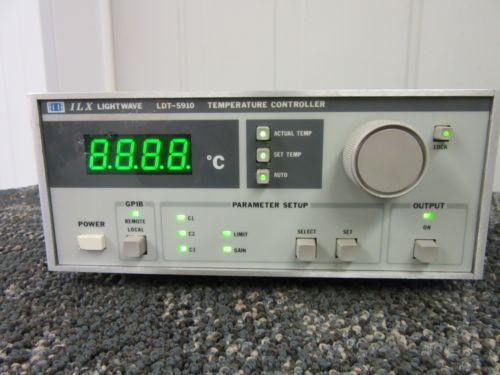 ILX LIGHTWAVE LDT-5910 TEMPERATURE CONTROLLER
8.8.8.8. °C
ACTUAL TEMP
SET TEMP
AUTO
LOCK
GPIB
REMOTE
LOCAL
POWER
PARAMETER SETUP
C1
C2
C3
LIMIT
GAIN
SELECT
SET
OUTPUT
ON